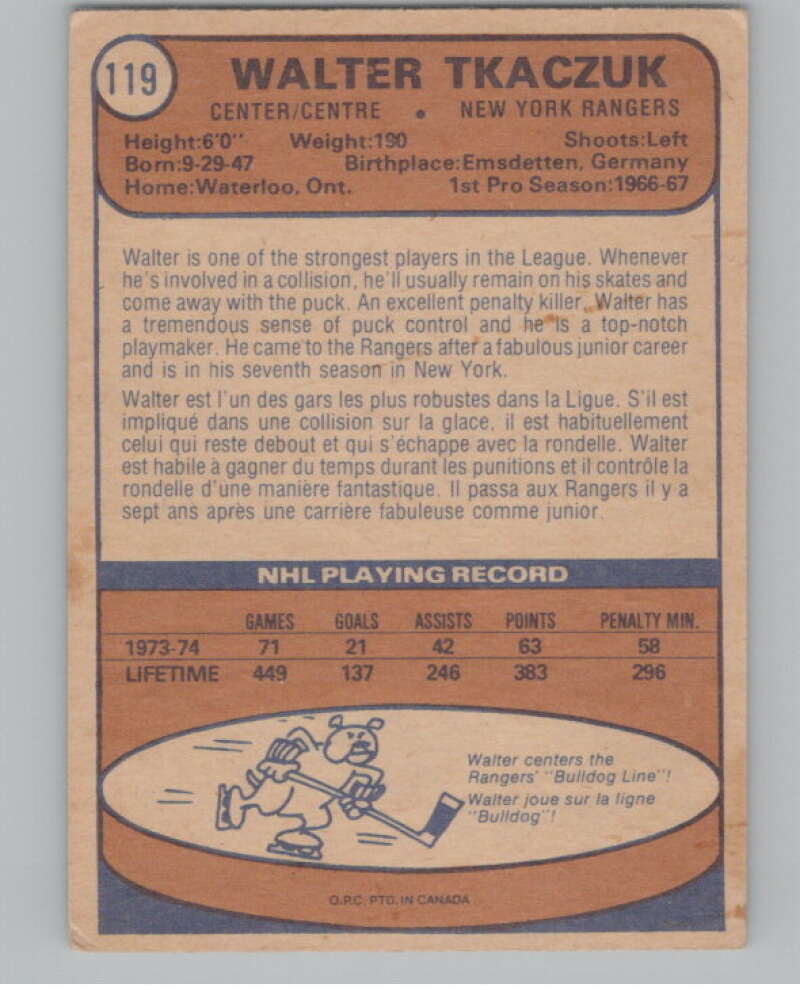 119
WALTER TKACZUK
CENTER/CENTRE • NEW YORK RANGERS
Height:6'0" Weight:190 Shoots:Left
Born:9-29-47 Birthplace:Emsdetten, Germany
Home:Waterloo, Ont. 1st Pro Season:1966-67
Walter is one of the strongest players in the League. Whenever
he's involved in a collision, he'll usually remain on his skates and
come away with the puck. An excellent penalty killer, Walter has
a tremendous sense of puck control and he is a top-notch
playmaker. He came to the Rangers after a fabulous junior career
and is in his seventh season in New York.
Walter est l'un des gars les plus robustes dans la Ligue. S'il est
impliqué dans une collision sur la glace, il est habituellement
celui qui reste debout et qui s'échappe avec la rondelle. Walter
est habile à gagner du temps durant les punitions et il contrôle la
rondelle d'une manière fantastique. Il passa aux Rangers il y a
sept ans après une carrière fabuleuse comme junior.
NHL PLAYING RECORD
GAMES GOALS ASSISTS POINTS PENALTY MIN.
1973-74 71 21 42 63 58
LIFETIME 449 137 246 383 296
Walter centers the
Rangers' "Bulldog Line"!
Walter joue sur la ligne
"Bulldog"!
O.P.C. PTD. IN CANADA